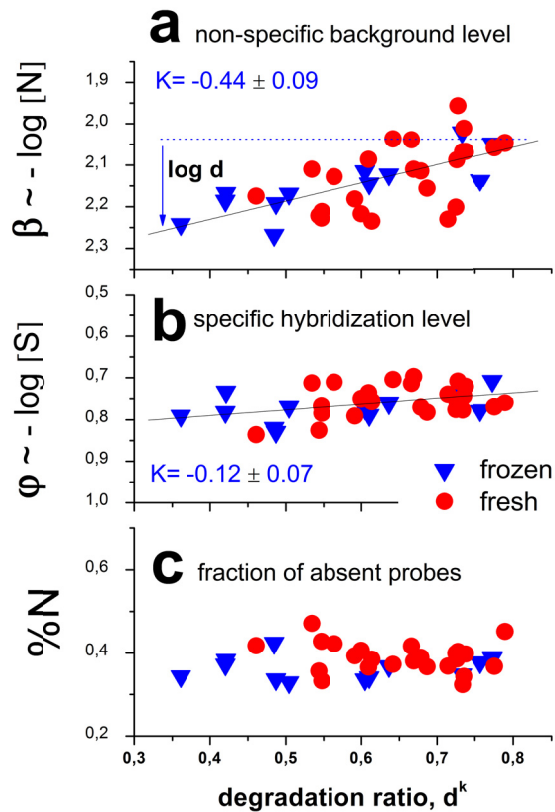 a non-specific background level
K= -0.44 ± 0.09
1,9
2,0
2,1
2,2
2,3
β ~ - log [N]
log d
b specific hybridization level
0,5
0,6
0,7
0,8
0,9
1,0
φ ~ - log [S]
K= -0.12 ± 0.07
frozen
fresh
c fraction of absent probes
0,6
0,4
0,2
%N
0,3 0,4 0,5 0,6 0,7 0,8
degradation ratio, d^k